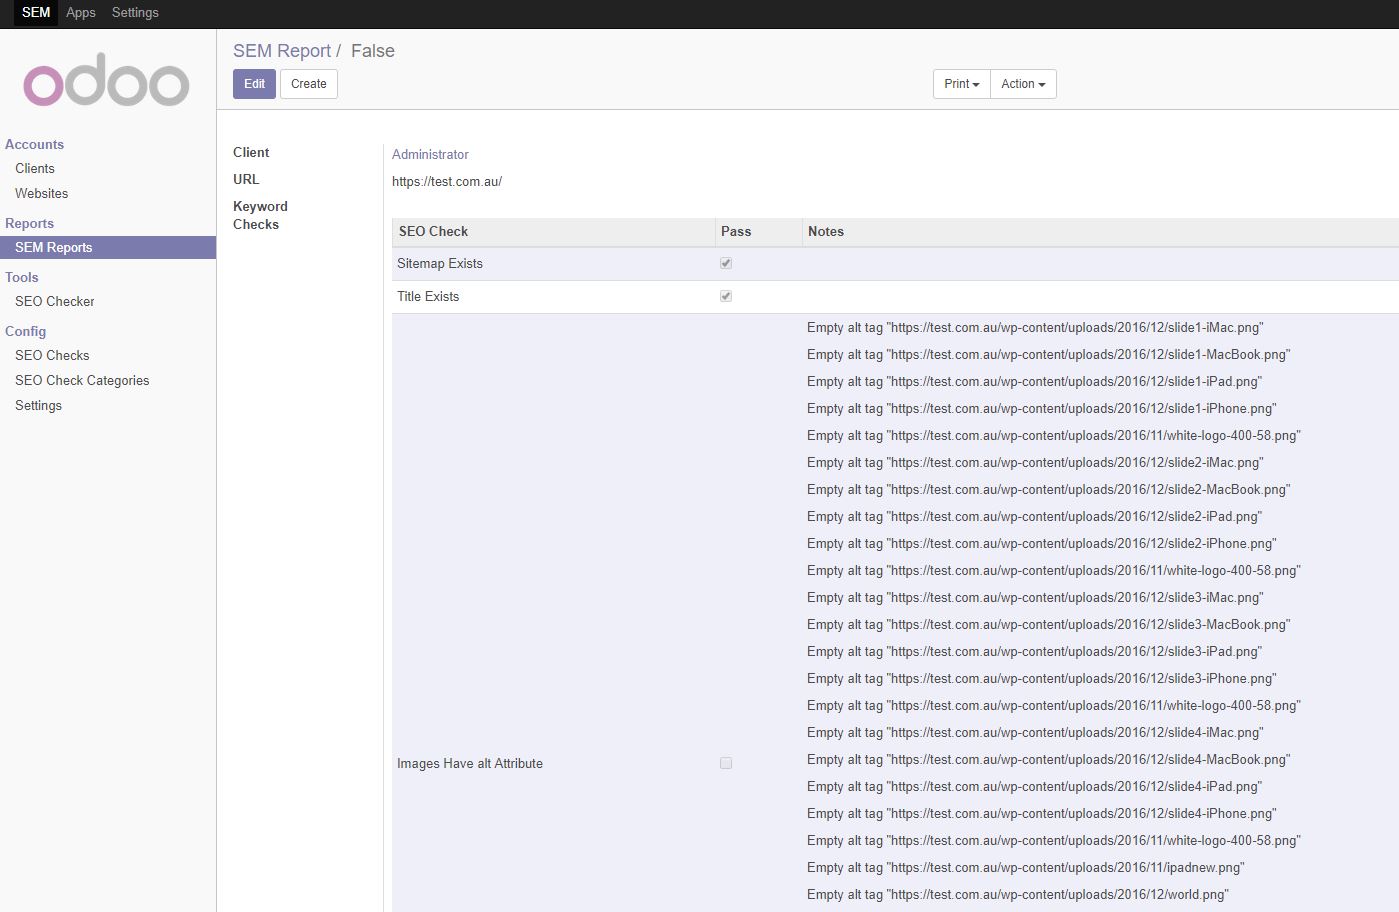 SEM Apps Settings
odoo
SEM Report / False
Edit Create Print Action
Accounts
Clients
Websites
Reports
SEM Reports
Tools
SEO Checker
Config
SEO Checks
SEO Check Categories
Settings
Client Administrator
URL https://test.com.au/
Keyword
Checks
SEO Check Pass Notes
Sitemap Exists
Title Exists
Images Have alt Attribute
Empty alt tag "https://test.com.au/wp-content/uploads/2016/12/slide1-iMac.png"
Empty alt tag "https://test.com.au/wp-content/uploads/2016/12/slide1-MacBook.png"
Empty alt tag "https://test.com.au/wp-content/uploads/2016/12/slide1-iPad.png"
Empty alt tag "https://test.com.au/wp-content/uploads/2016/12/slide1-iPhone.png"
Empty alt tag "https://test.com.au/wp-content/uploads/2016/11/white-logo-400-58.png"
Empty alt tag "https://test.com.au/wp-content/uploads/2016/12/slide2-iMac.png"
Empty alt tag "https://test.com.au/wp-content/uploads/2016/12/slide2-MacBook.png"
Empty alt tag "https://test.com.au/wp-content/uploads/2016/12/slide2-iPad.png"
Empty alt tag "https://test.com.au/wp-content/uploads/2016/12/slide2-iPhone.png"
Empty alt tag "https://test.com.au/wp-content/uploads/2016/11/white-logo-400-58.png"
Empty alt tag "https://test.com.au/wp-content/uploads/2016/12/slide3-iMac.png"
Empty alt tag "https://test.com.au/wp-content/uploads/2016/12/slide3-MacBook.png"
Empty alt tag "https://test.com.au/wp-content/uploads/2016/12/slide3-iPad.png"
Empty alt tag "https://test.com.au/wp-content/uploads/2016/12/slide3-iPhone.png"
Empty alt tag "https://test.com.au/wp-content/uploads/2016/11/white-logo-400-58.png"
Empty alt tag "https://test.com.au/wp-content/uploads/2016/12/slide4-iMac.png"
Empty alt tag "https://test.com.au/wp-content/uploads/2016/12/slide4-MacBook.png"
Empty alt tag "https://test.com.au/wp-content/uploads/2016/12/slide4-iPad.png"
Empty alt tag "https://test.com.au/wp-content/uploads/2016/12/slide4-iPhone.png"
Empty alt tag "https://test.com.au/wp-content/uploads/2016/11/white-logo-400-58.png"
Empty alt tag "https://test.com.au/wp-content/uploads/2016/11/ipadnew.png"
Empty alt tag "https://test.com.au/wp-content/uploads/2016/12/world.png"